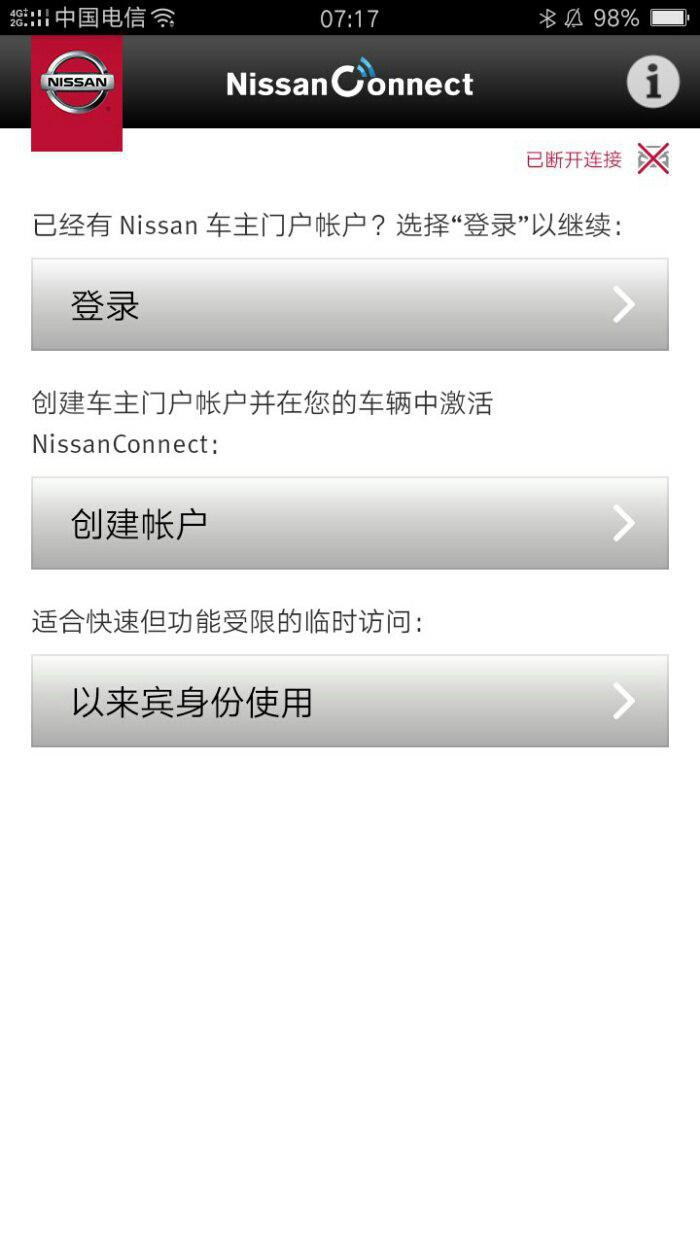 4G+ 2G 中国电信 07:17 98%
NISSAN NissanConnect i
已断开连接
已经有 Nissan 车主门户帐户？选择“登录”以继续：
登录
创建车主门户帐户并在您的车辆中激活
NissanConnect：
创建帐户
适合快速但功能受限的临时访问：
以来宾身份使用